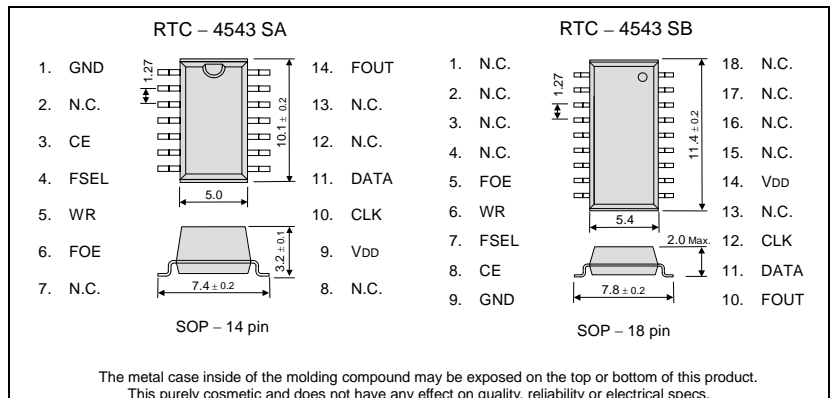 RTC – 4543 SA
1. GND
2. N.C.
3. CE
4. FSEL
5. WR
6. FOE
7. N.C.
1.27
10.1 ± 0.2
5.0
3.2 ± 0.1
7.4 ± 0.2
14. FOUT
13. N.C.
12. N.C.
11. DATA
10. CLK
9. VDD
8. N.C.
SOP – 14 pin
RTC – 4543 SB
1. N.C.
2. N.C.
3. N.C.
4. N.C.
5. FOE
6. WR
7. FSEL
8. CE
9. GND
1.27
11.4 ± 0.2
5.4
2.0 Max.
7.8 ± 0.2
18. N.C.
17. N.C.
16. N.C.
15. N.C.
14. VDD
13. N.C.
12. CLK
11. DATA
10. FOUT
SOP – 18 pin
The metal case inside of the molding compound may be exposed on the top or bottom of this product.
This purely cosmetic and does not have any effect on quality, reliability or electrical specs.